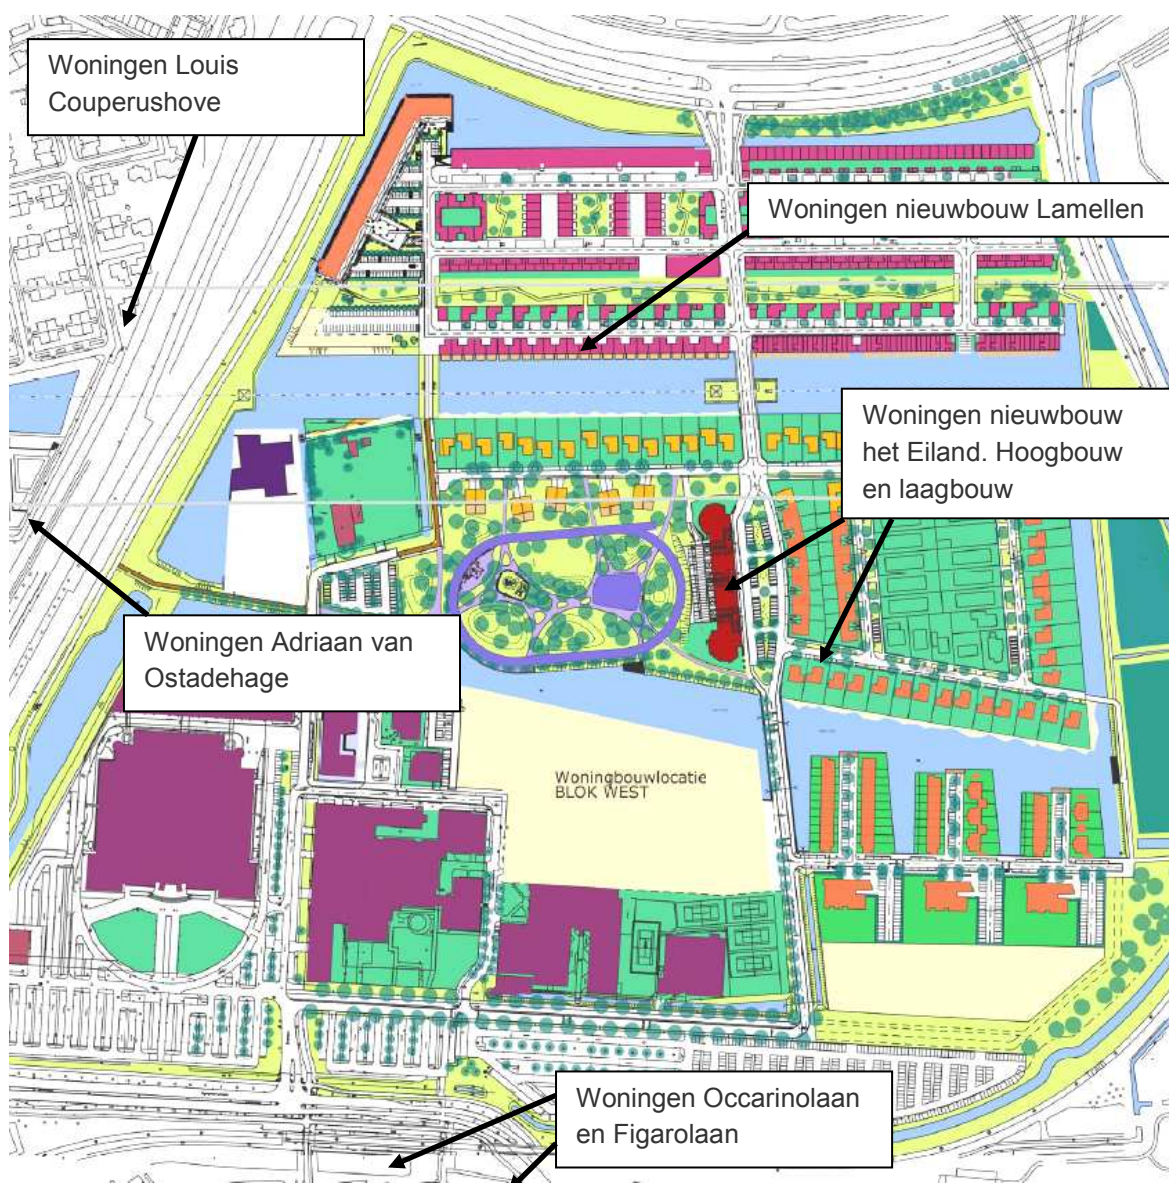 Woningen Louis
Couperushove
Woningen nieuwbouw Lamellen
Woningen nieuwbouw
het Eiland. Hoogbouw
en laagbouw
Woningen Adriaan van
Ostadehage
Woningbouwlocatie
BLOK WEST
Woningen Occarinolaan
en Figarolaan